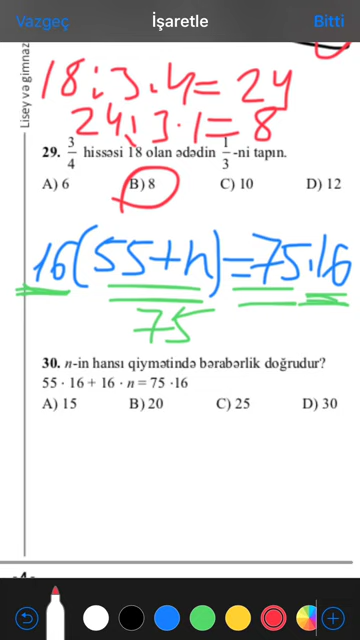 Vazgeç İşaretle Bitti
Lisey və gimnaz
18:3·4=24
24:3·1=8
29. 3/4 hissəsi 18 olan ədədin 1/3-ni tapın.
A) 6 B) 8 C) 10 D) 12
16(55+n)=75·16
75
30. n-in hansı qiymətində bərabərlik doğrudur?
55 · 16 + 16 · n = 75 ·16
A) 15 B) 20 C) 25 D) 30